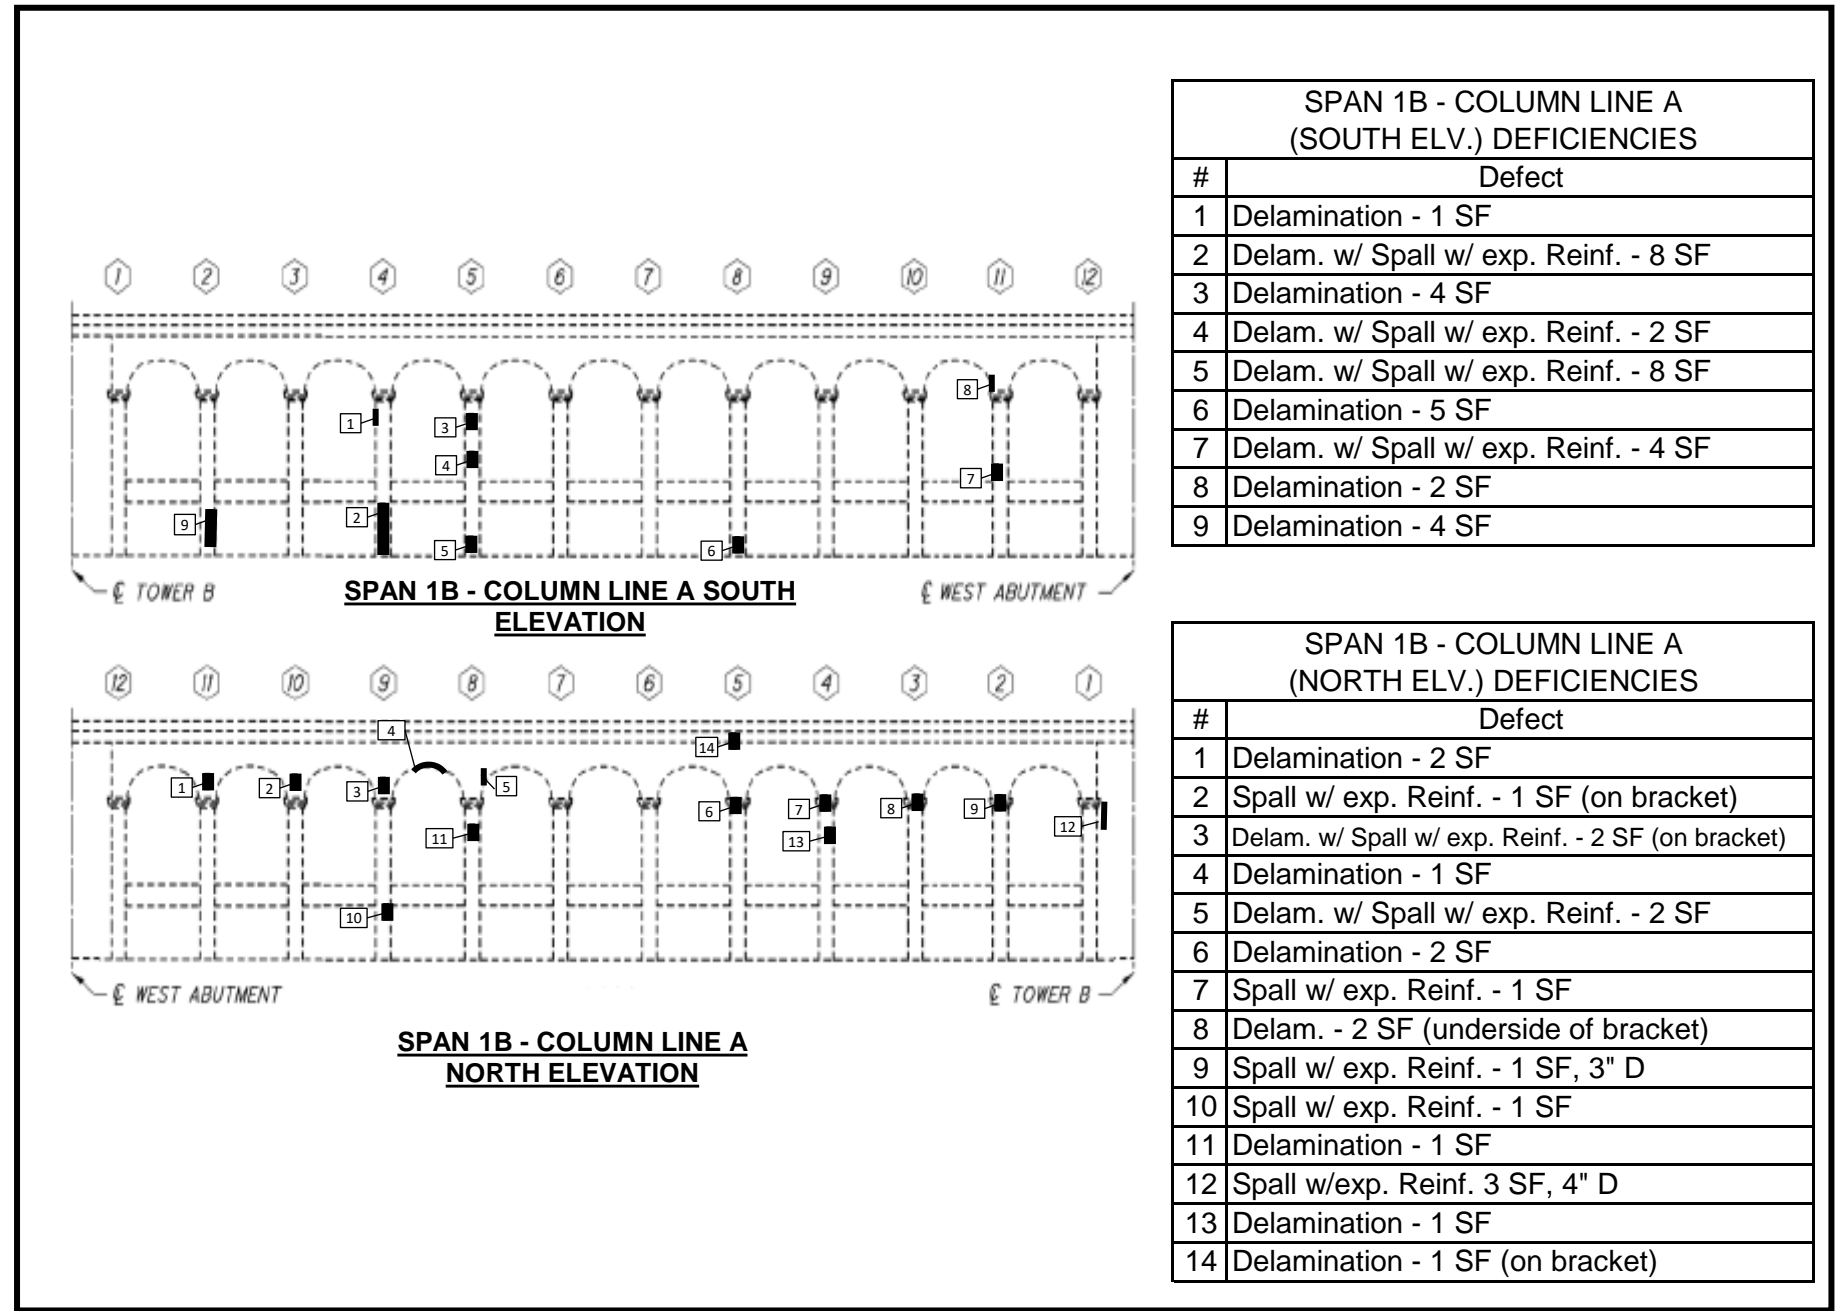 SPAN 1B - COLUMN LINE A
(SOUTH ELV.) DEFICIENCIES
# Defect
1 Delamination - 1 SF
2 Delam. w/ Spall w/ exp. Reinf. - 8 SF
3 Delamination - 4 SF
4 Delam. w/ Spall w/ exp. Reinf. - 2 SF
5 Delam. w/ Spall w/ exp. Reinf. - 8 SF
6 Delamination - 5 SF
7 Delam. w/ Spall w/ exp. Reinf. - 4 SF
8 Delamination - 2 SF
9 Delamination - 4 SF
1 2 3 4 5 6 7 8 9 10 11 12
8
1 3
4 7
9 2 5 6
℄ TOWER B
℄ WEST ABUTMENT
SPAN 1B - COLUMN LINE A SOUTH
ELEVATION
12 11 10 9 8 7 6 5 4 3 2 1
4 14
1 2 3 5 6 7 8 9
11 13 12
10
℄ WEST ABUTMENT
℄ TOWER B
SPAN 1B - COLUMN LINE A
NORTH ELEVATION
SPAN 1B - COLUMN LINE A
(NORTH ELV.) DEFICIENCIES
# Defect
1 Delamination - 2 SF
2 Spall w/ exp. Reinf. - 1 SF (on bracket)
3 Delam. w/ Spall w/ exp. Reinf. - 2 SF (on bracket)
4 Delamination - 1 SF
5 Delam. w/ Spall w/ exp. Reinf. - 2 SF
6 Delamination - 2 SF
7 Spall w/ exp. Reinf. - 1 SF
8 Delam. - 2 SF (underside of bracket)
9 Spall w/ exp. Reinf. - 1 SF, 3" D
10 Spall w/ exp. Reinf. - 1 SF
11 Delamination - 1 SF
12 Spall w/exp. Reinf. 3 SF, 4" D
13 Delamination - 1 SF
14 Delamination - 1 SF (on bracket)